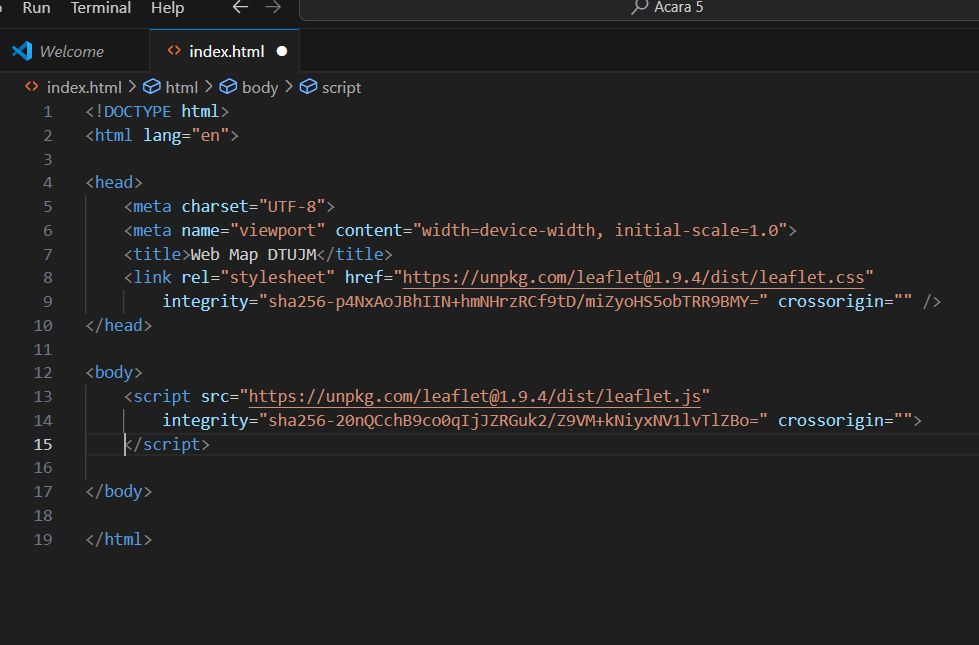 Run Terminal Help ← → Acara 5
Welcome <> index.html ●
<> index.html > html > body > script
1 <!DOCTYPE html>
2 <html lang="en">
3
4 <head>
5 <meta charset="UTF-8">
6 <meta name="viewport" content="width=device-width, initial-scale=1.0">
7 <title>Web Map DTUJM</title>
8 <link rel="stylesheet" href="https://unpkg.com/leaflet@1.9.4/dist/leaflet.css"
9 integrity="sha256-p4NxAoJBhIIN+hmNHrzRCf9tD/miZyoHS5obTRR9BMY=" crossorigin="" />
10 </head>
11
12 <body>
13 <script src="https://unpkg.com/leaflet@1.9.4/dist/leaflet.js"
14 integrity="sha256-20nQCchB9co0qIjJZRGuk2/Z9VM+kNiyxNV1lvTlZBo=" crossorigin="">
15 </script>
16
17 </body>
18
19 </html>